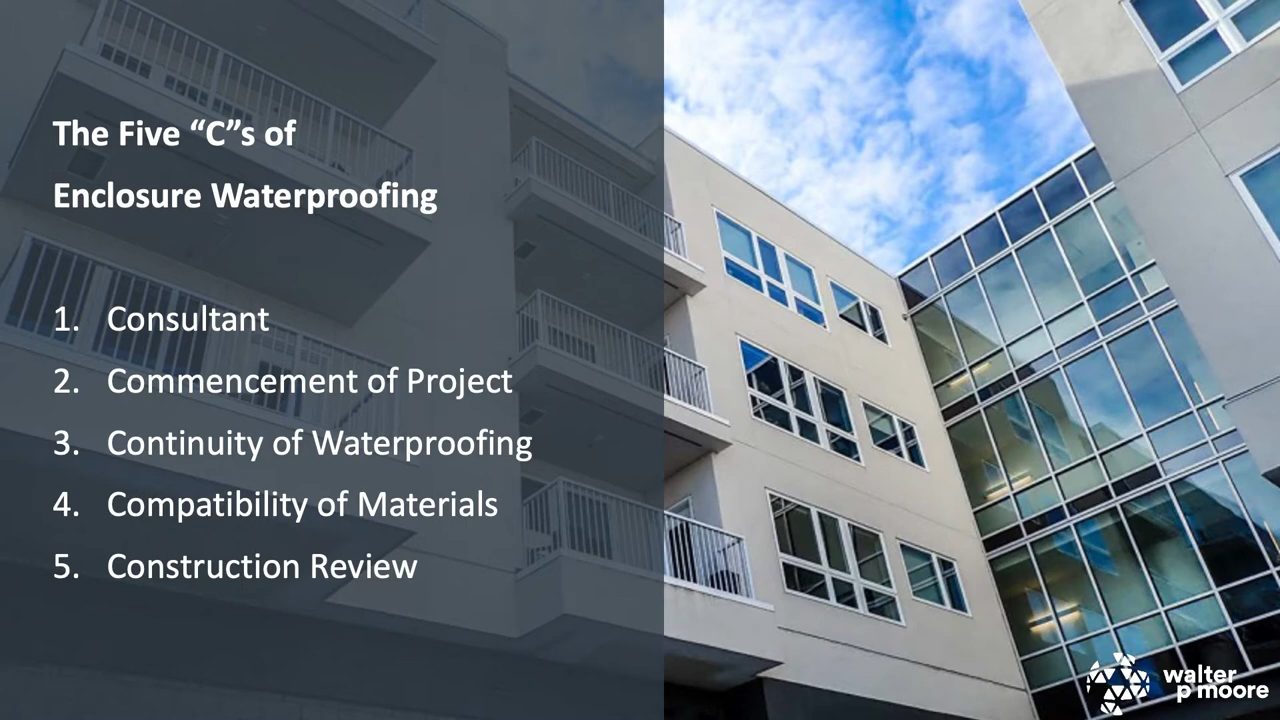 The Five “C”s of
Enclosure Waterproofing
1. Consultant
2. Commencement of Project
3. Continuity of Waterproofing
4. Compatibility of Materials
5. Construction Review
walter
p moore